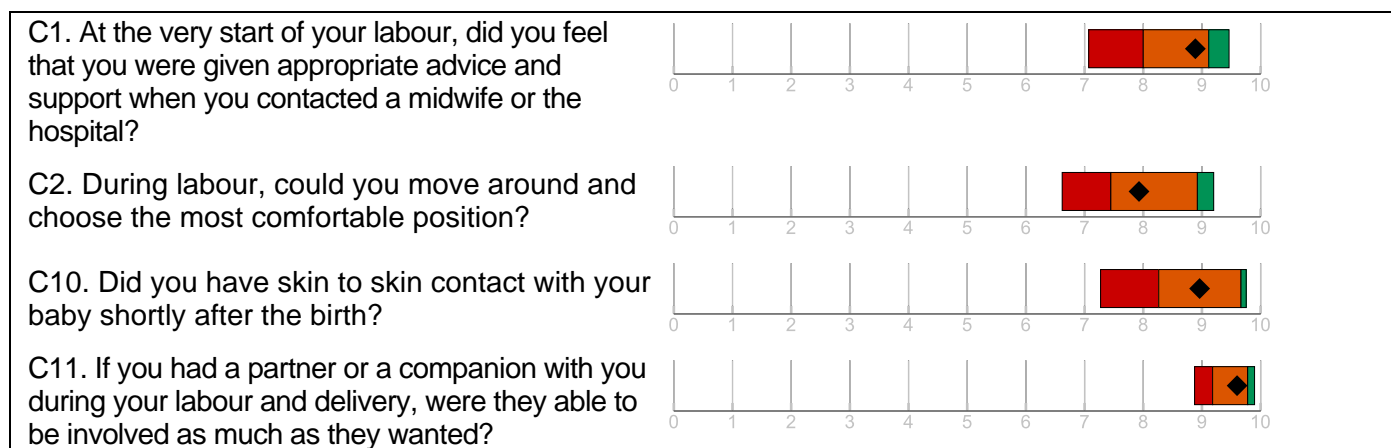 C1. At the very start of your labour, did you feel
that you were given appropriate advice and
support when you contacted a midwife or the
hospital?
0 1 2 3 4 5 6 7 8 9 10
C2. During labour, could you move around and
choose the most comfortable position?
0 1 2 3 4 5 6 7 8 9 10
C10. Did you have skin to skin contact with your
baby shortly after the birth?
0 1 2 3 4 5 6 7 8 9 10
C11. If you had a partner or a companion with you
during your labour and delivery, were they able to
be involved as much as they wanted?
0 1 2 3 4 5 6 7 8 9 10